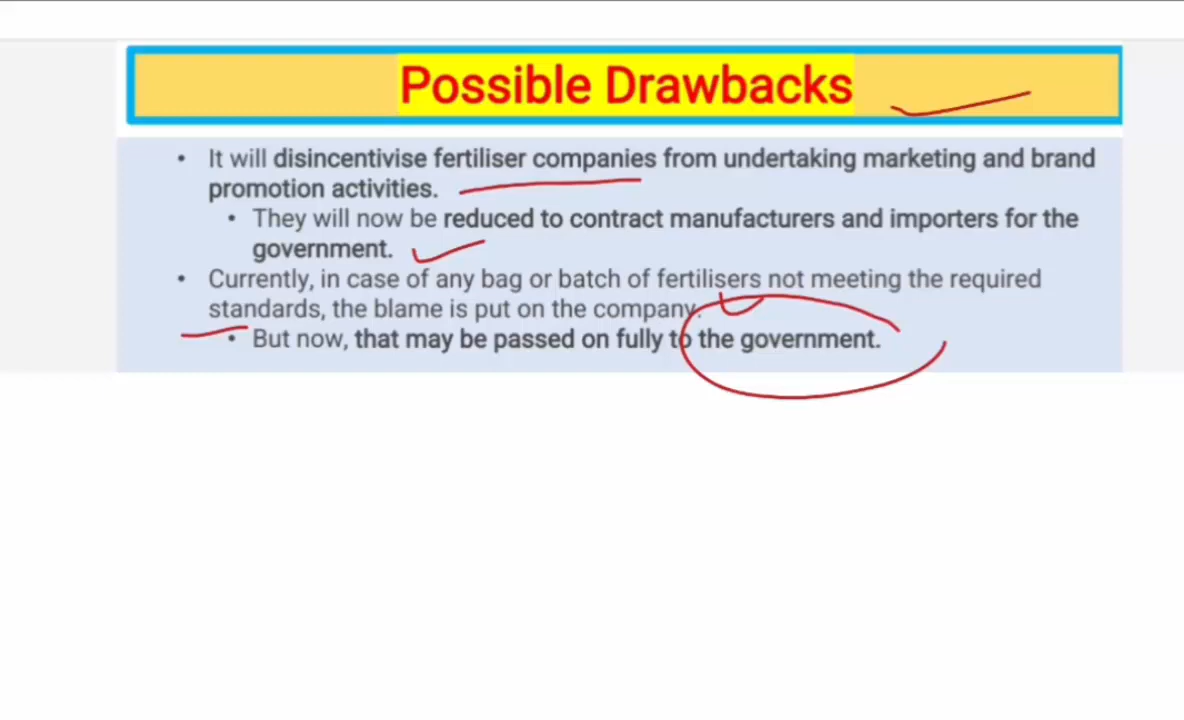 Possible Drawbacks
• It will disincentivise fertiliser companies from undertaking marketing and brand
promotion activities.
• They will now be reduced to contract manufacturers and importers for the
government.
• Currently, in case of any bag or batch of fertilisers not meeting the required
standards, the blame is put on the company.
• But now, that may be passed on fully to the government.